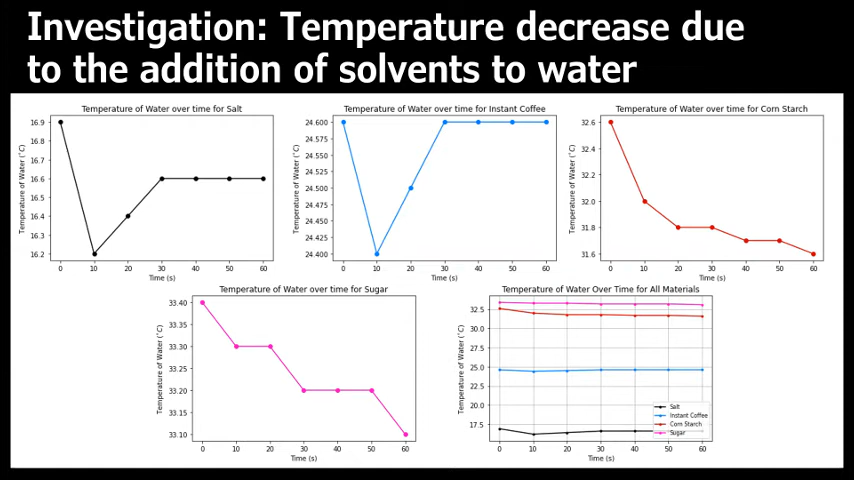 Investigation: Temperature decrease due
to the addition of solvents to water
Temperature of Water over time for Salt
Temperature of Water (°C)
16.9
16.8
16.7
16.6
16.5
16.4
16.3
16.2
0 10 20 30 40 50 60
Time (s)
Temperature of Water over time for Instant Coffee
Temperature of Water (°C)
24.600
24.575
24.550
24.525
24.500
24.475
24.450
24.425
24.400
0 10 20 30 40 50 60
Time (s)
Temperature of Water over time for Corn Starch
Temperature of Water (°C)
32.6
32.4
32.2
32.0
31.8
31.6
0 10 20 30 40 50 60
Time (s)
Temperature of Water over time for Sugar
Temperature of Water (°C)
33.40
33.35
33.30
33.25
33.20
33.15
33.10
0 10 20 30 40 50 60
Time (s)
Temperature of Water Over Time for All Materials
Temperature of Water (°C)
32.5
30.0
27.5
25.0
22.5
20.0
17.5
0 10 20 30 40 50 60
Time (s)
Salt
Instant Coffee
Corn Starch
Sugar